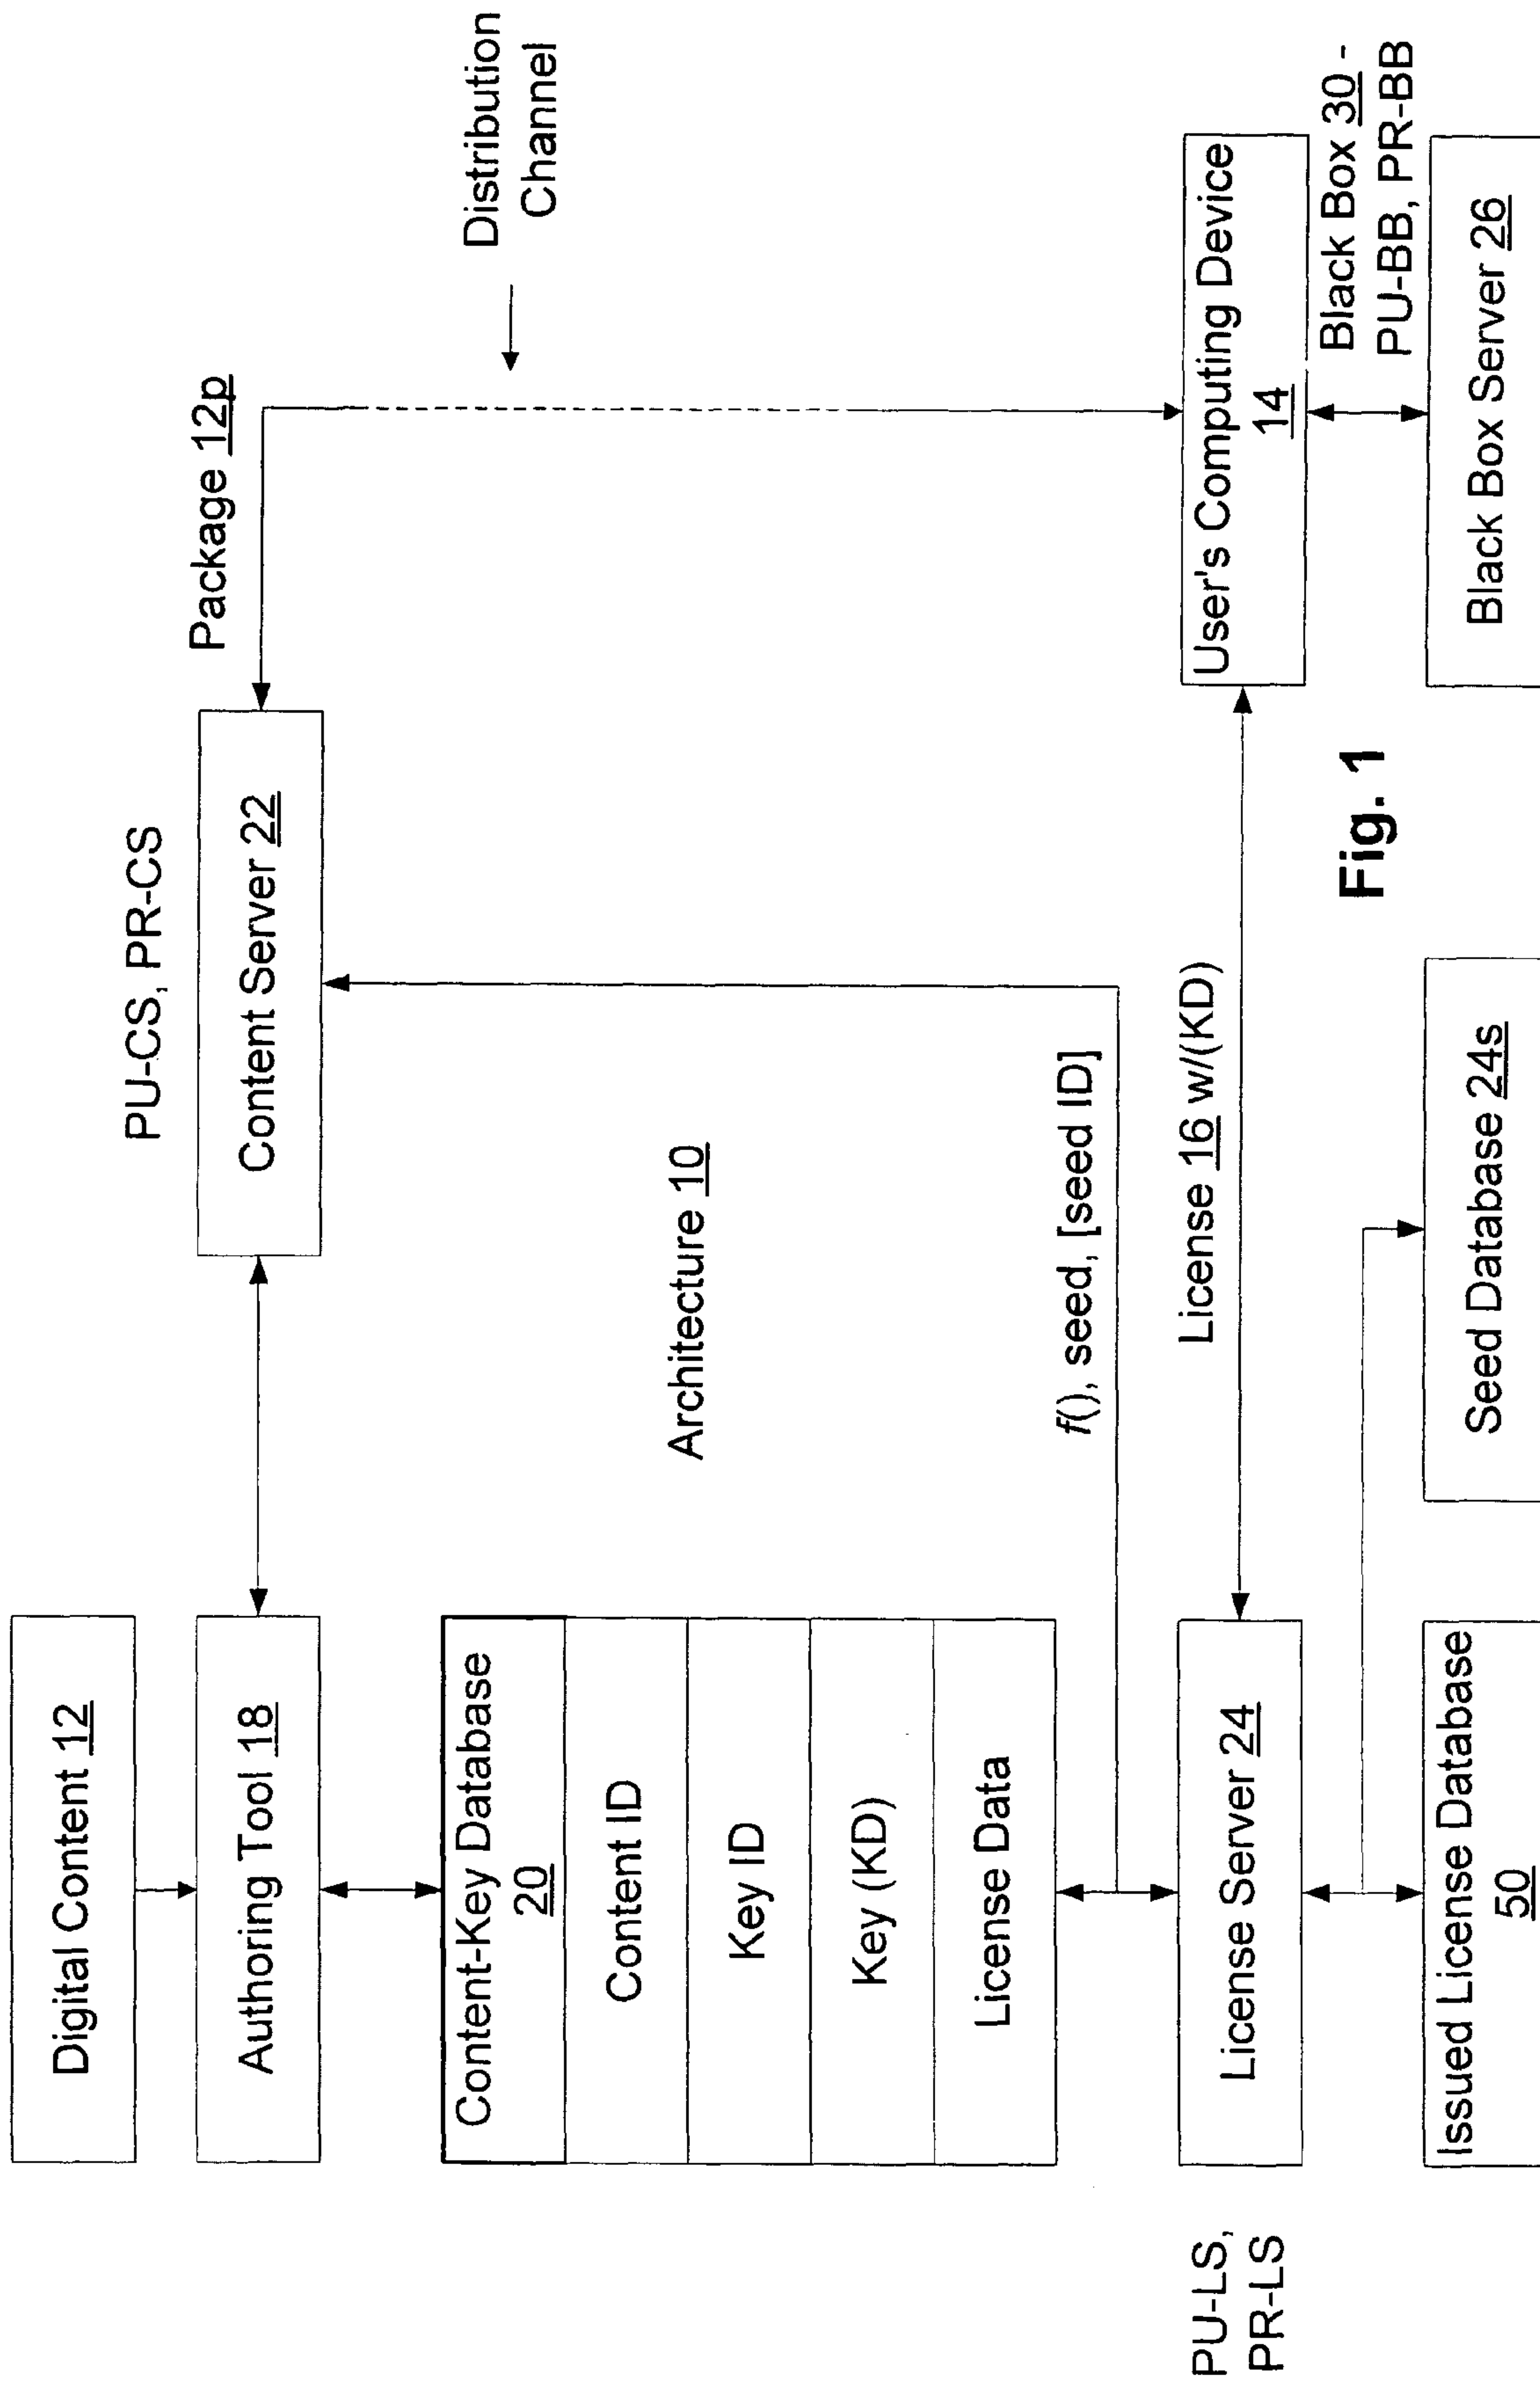 Digital Content 12
Authoring Tool 18
Content-Key Database
20
Content ID
Key ID
Key (KD)
License Data
PU-LS,
PR-LS
License Server 24
Issued License Database
50
PU-CS, PR-CS
Content Server 22
Architecture 10
f(), seed, [seed ID]
License 16 w/(KD)
Seed Database 24s
Package 12p
Distribution
Channel
User's Computing Device
14
Black Box 30 -
PU-BB, PR-BB
Black Box Server 26
Fig. 1